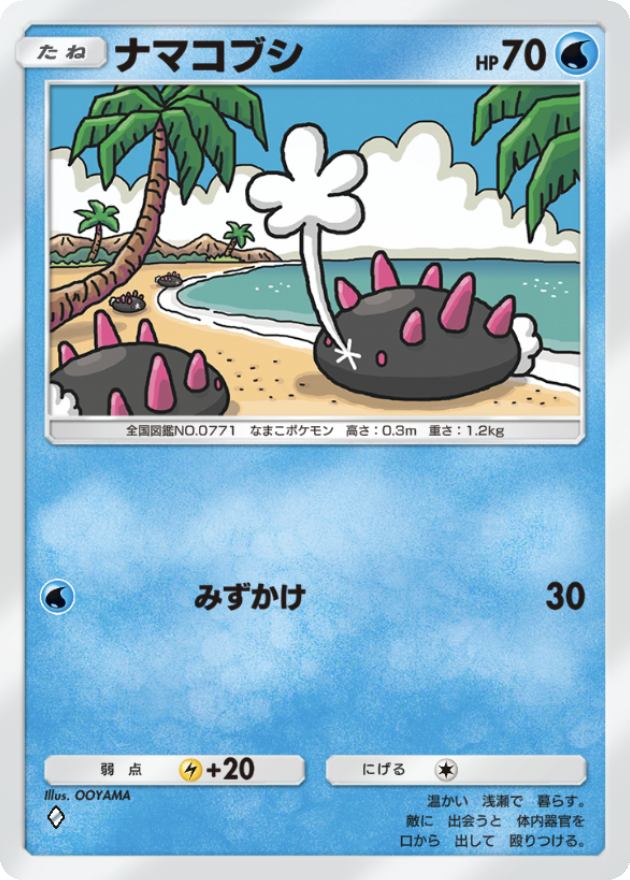 たね ナマコブシ HP70
全国図鑑NO.0771 なまこポケモン 高さ:0.3m 重さ:1.2kg
みずかけ 30
弱点 +20 にげる
Illus. OOYAMA
温かい 浅瀬で 暮らす。
敵に 出会うと 体内器官を
口から 出して 殴りつける。